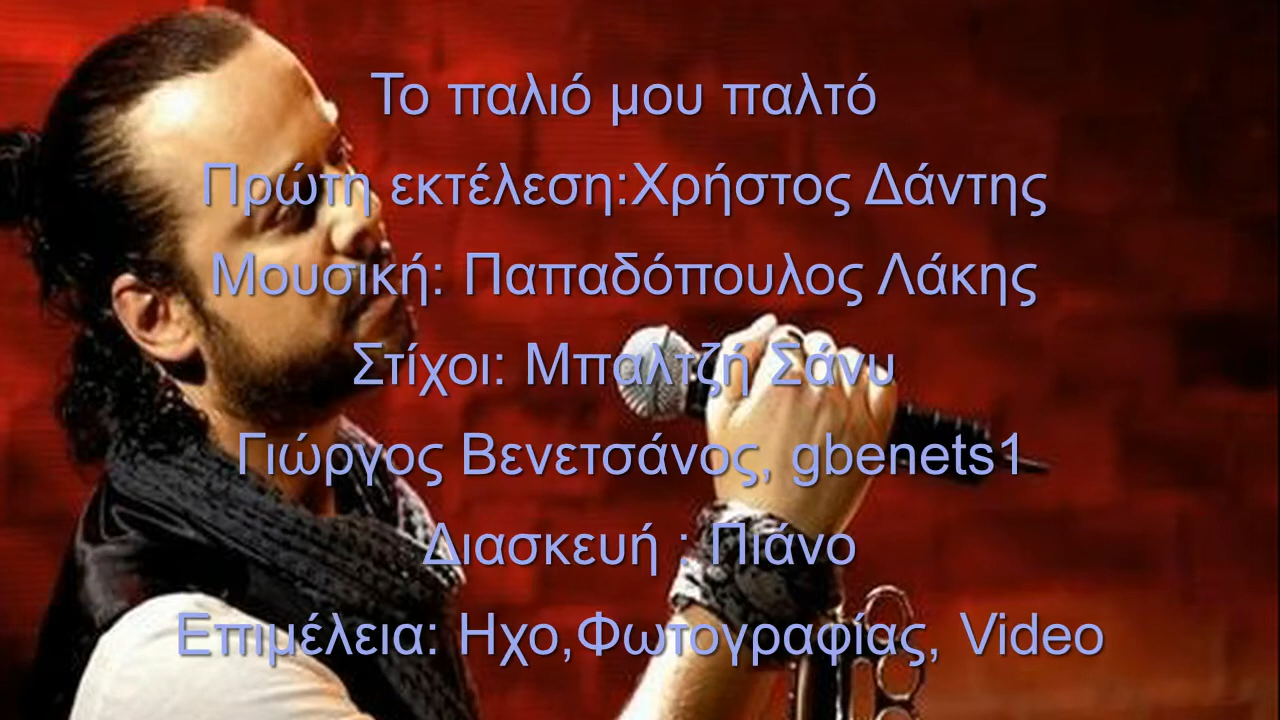 Το παλιό μου παλτό
Πρώτη εκτέλεση:Χρήστος Δάντης
Μουσική: Παπαδόπουλος Λάκης
Στίχοι: Μπαλτζή Σάνυ
Γιώργος Βενετσάνος, gbenets1
Διασκευή : Πιάνο
Επιμέλεια: Ηχο,Φωτογραφίας, Video